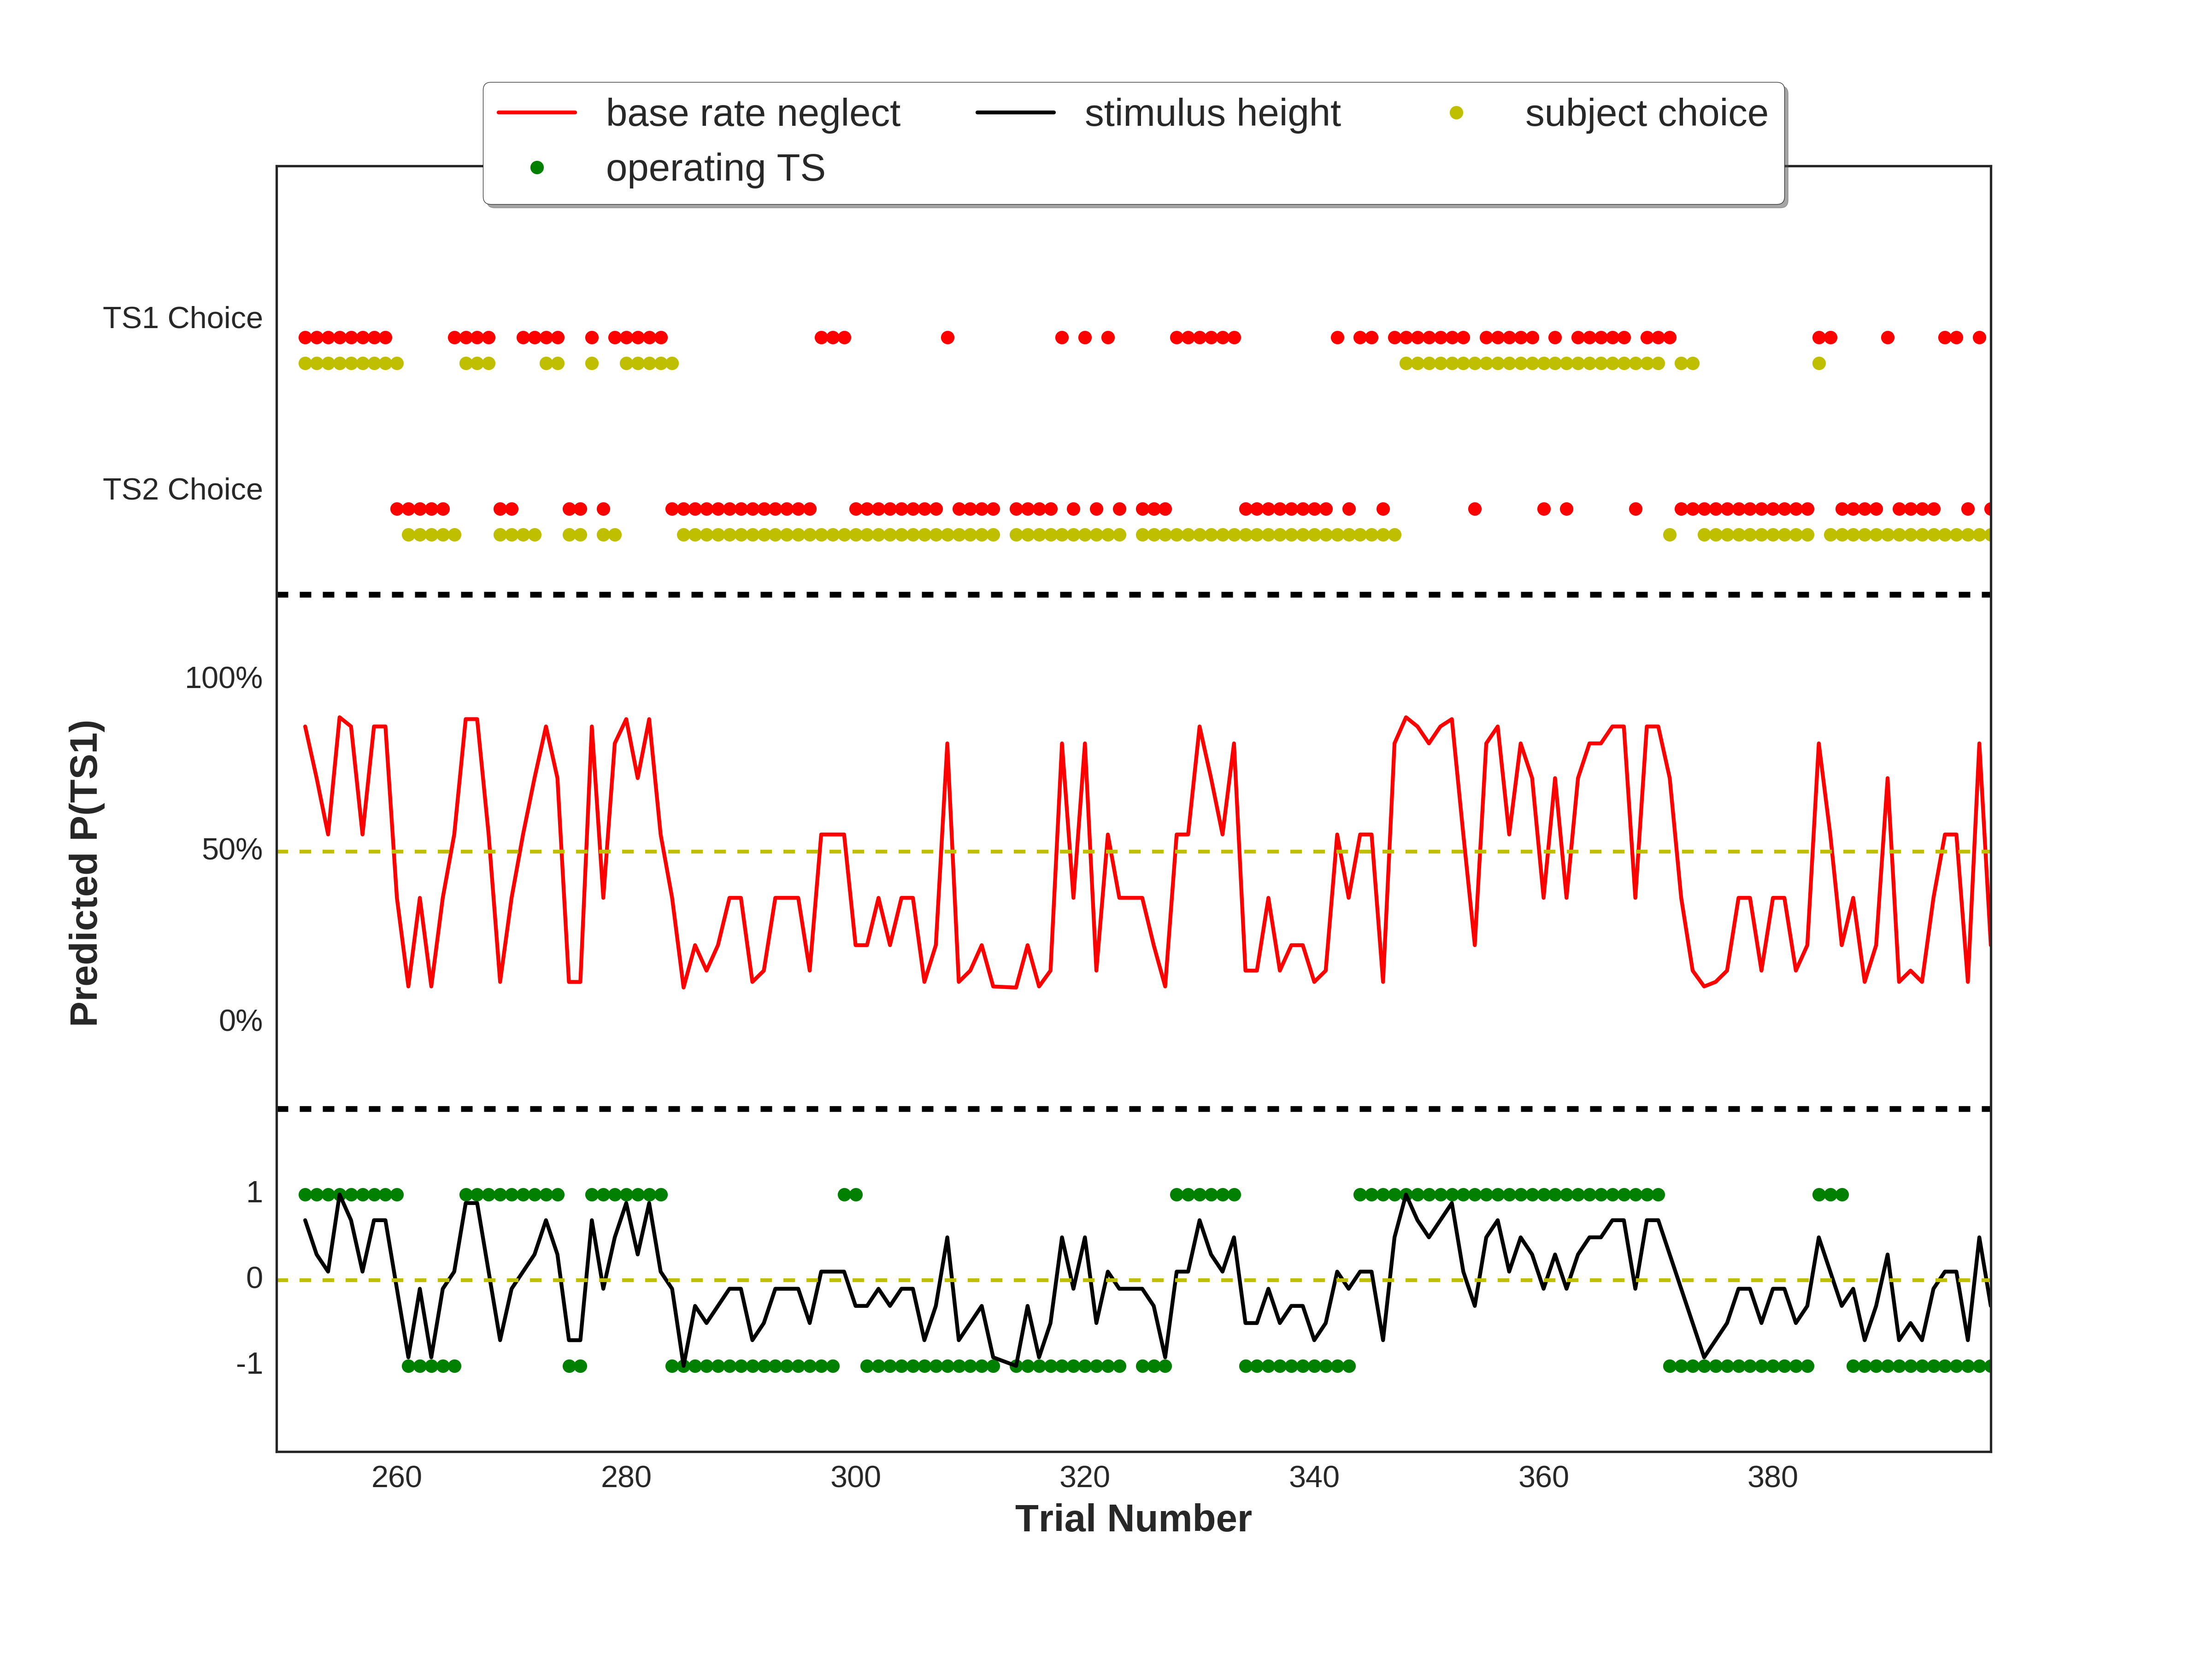 base rate neglect stimulus height subject choice
operating TS
TS1 Choice
TS2 Choice
100%
50%
0%
Predicted P(TS1)
1
0
-1
260 280 300 320 340 360 380
Trial Number